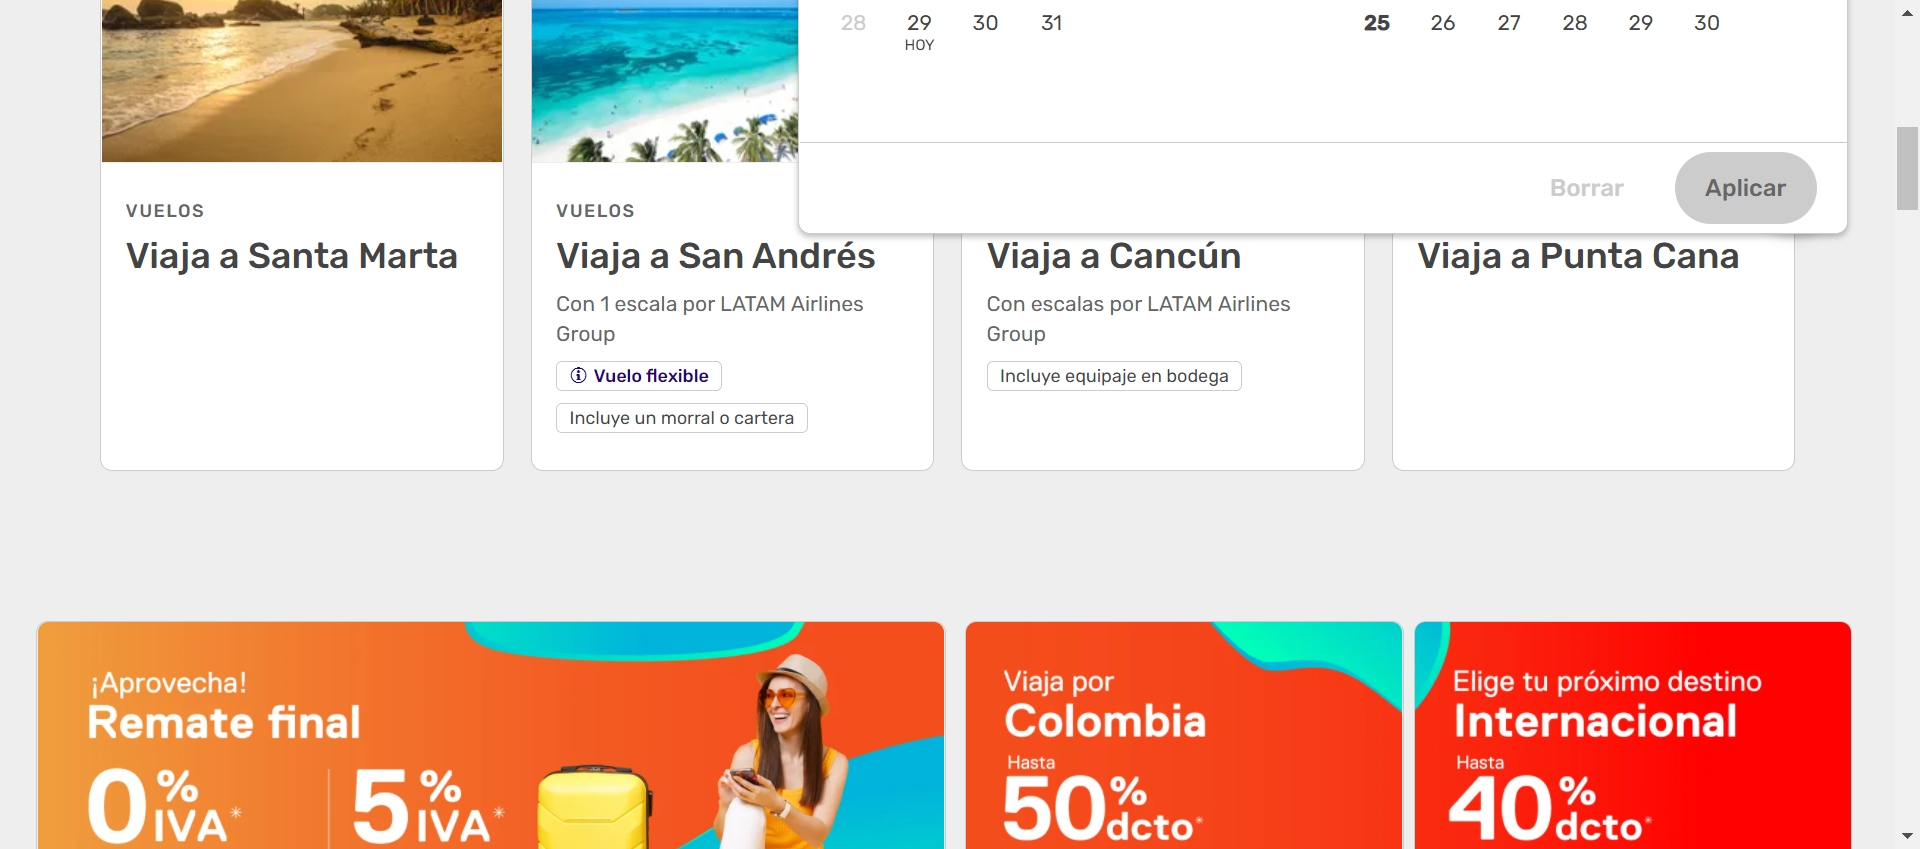 28 29 30 31
HOY
25 26 27 28 29 30
Borrar Aplicar
VUELOS
Viaja a Santa Marta
VUELOS
Viaja a San Andrés
Con 1 escala por LATAM Airlines
Group
Vuelo flexible
Incluye un morral o cartera
Viaja a Cancún
Con escalas por LATAM Airlines
Group
Incluye equipaje en bodega
Viaja a Punta Cana
¡Aprovecha!
Remate final
0% IVA*
5% IVA*
Viaja por
Colombia
Hasta
50% dcto*
Elige tu próximo destino
Internacional
Hasta
40% dcto*